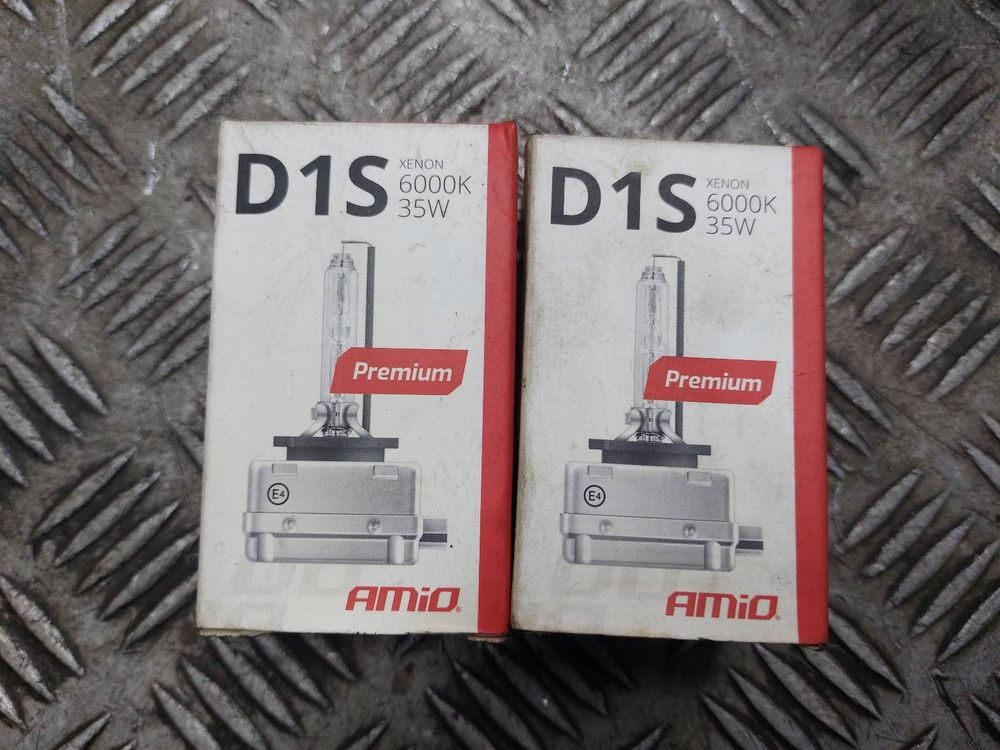 D1S
XENON
6000K
35W
Premium
E4
AMiO
D1S
XENON
6000K
35W
Premium
E4
AMiO